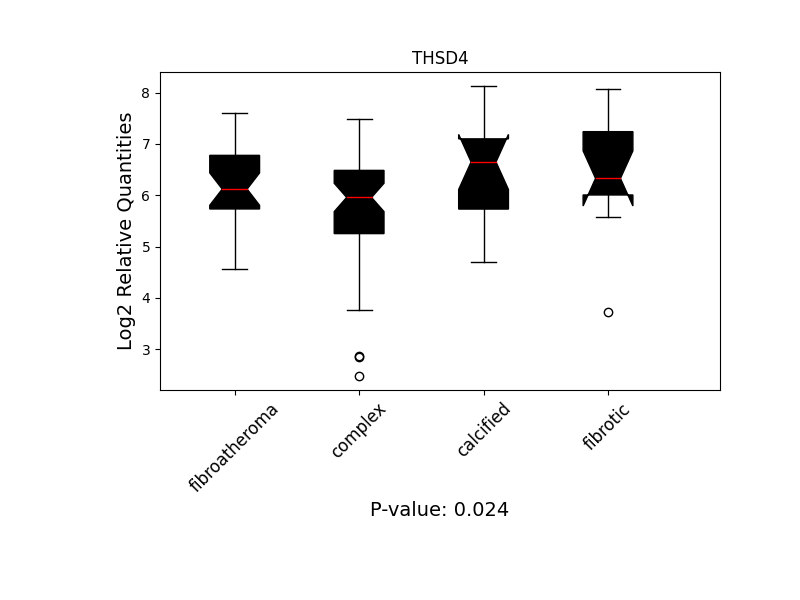 THSD4
Log2 Relative Quantities
8
7
6
5
4
3
fibroatheroma
complex
calcified
fibrotic
P-value: 0.024